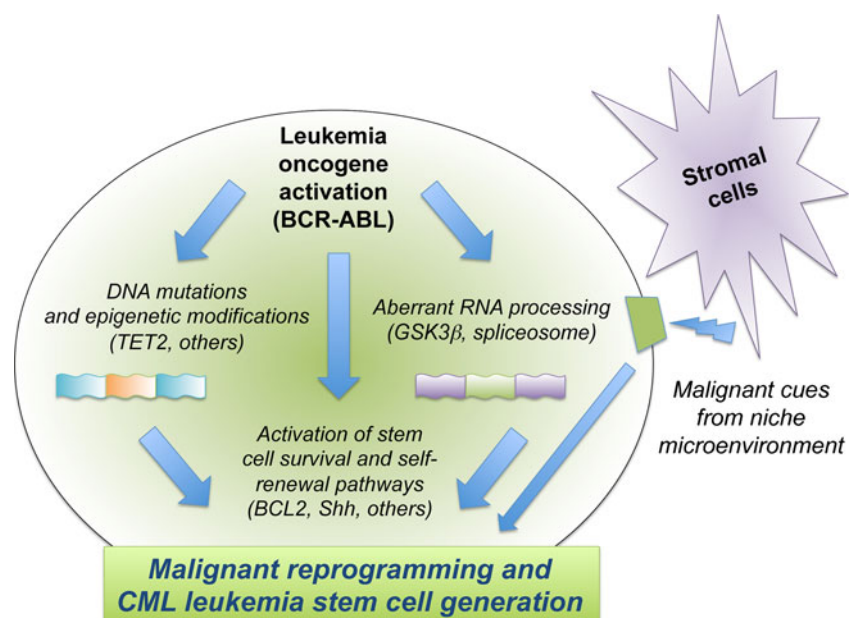 Leukemia
oncogene
activation
(BCR-ABL)
Stromal
cells
DNA mutations
and epigenetic modifications
(TET2, others)
Aberrant RNA processing
(GSK3β, spliceosome)
Malignant cues
from niche
microenvironment
Activation of stem
cell survival and self-
renewal pathways
(BCL2, Shh, others)
Malignant reprogramming and
CML leukemia stem cell generation